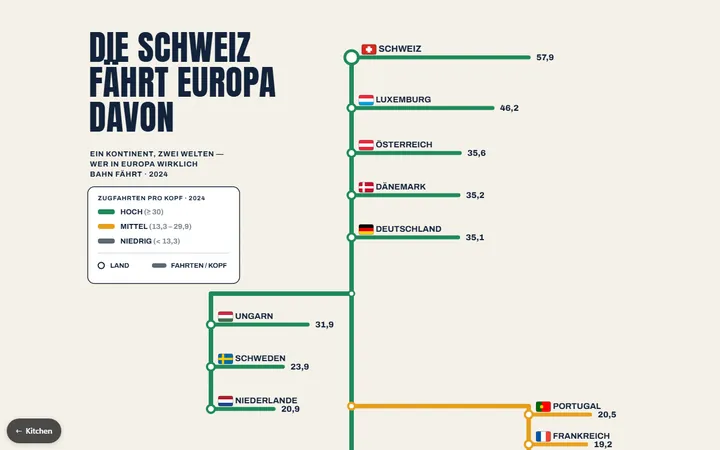 DIE SCHWEIZ
FÄHRT EUROPA
DAVON
EIN KONTINENT, ZWEI WELTEN —
WER IN EUROPA WIRKLICH
BAHN FÄHRT · 2024
ZUGFAHRTEN PRO KOPF · 2024
HOCH (≥ 30)
MITTEL (13,3 – 29,9)
NIEDRIG (< 13,3)
LAND
FAHRTEN / KOPF
SCHWEIZ
57,9
LUXEMBURG
46,2
ÖSTERREICH
35,6
DÄNEMARK
35,2
DEUTSCHLAND
35,1
UNGARN
31,9
SCHWEDEN
23,9
NIEDERLANDE
20,9
PORTUGAL
20,5
FRANKREICH
19,2
← Kitchen